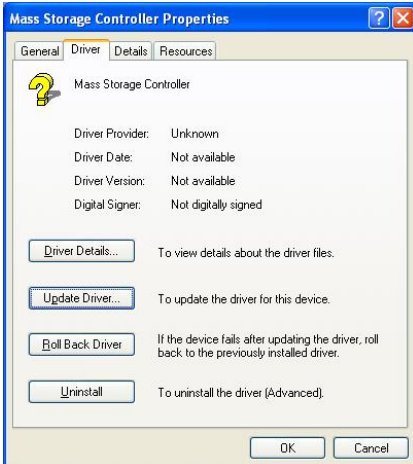 Mass Storage Controller Properties
General Driver Details Resources
Mass Storage Controller
Driver Provider: Unknown
Driver Date: Not available
Driver Version: Not available
Digital Signer: Not digitally signed
Driver Details... To view details about the driver files.
Update Driver... To update the driver for this device.
Roll Back Driver If the device fails after updating the driver, roll
back to the previously installed driver.
Uninstall To uninstall the driver (Advanced).
OK Cancel